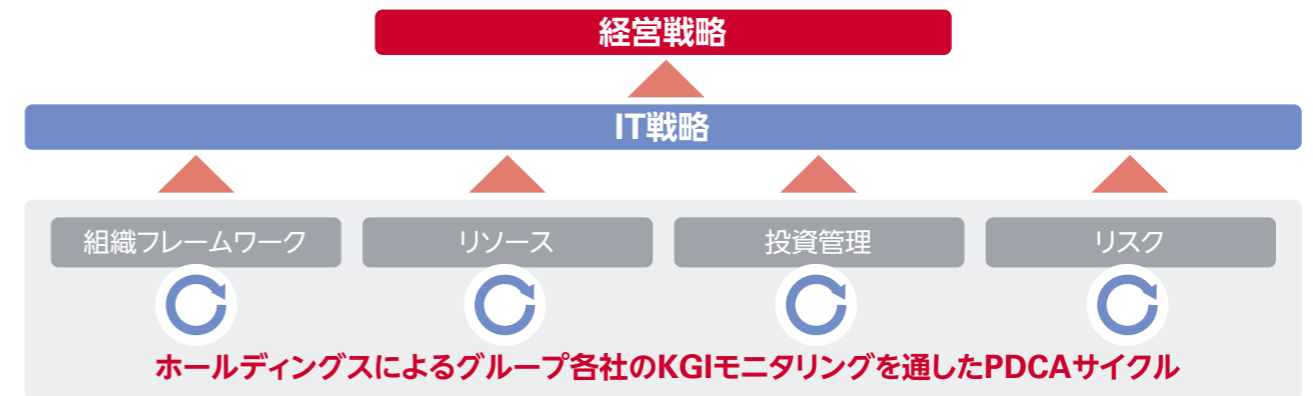 経営戦略
IT戦略
組織フレームワーク
リソース
投資管理
リスク
ホールディングスによるグループ各社のKGIモニタリングを通したPDCAサイクル